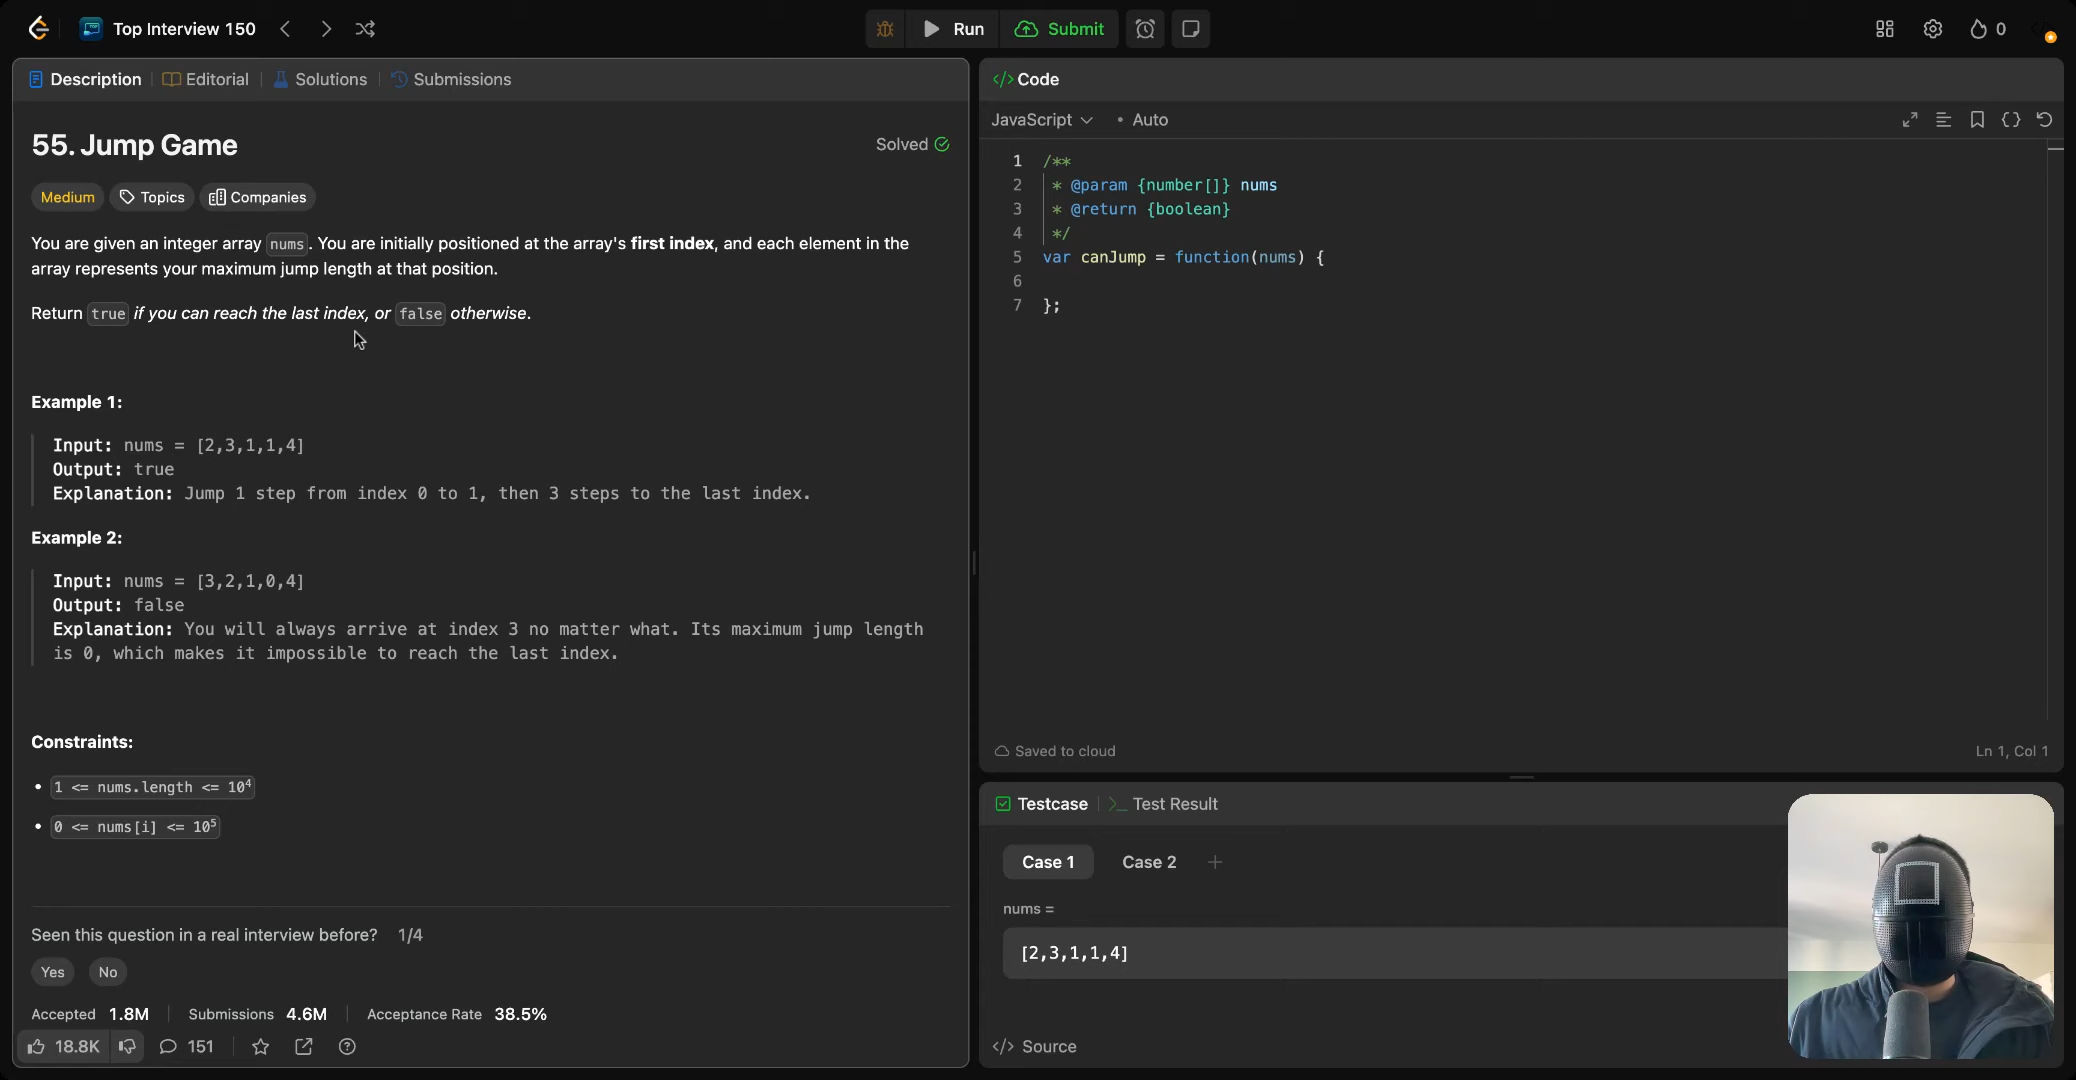 Top Interview 150
Run
Submit
0
Description
Editorial
Solutions
Submissions
55. Jump Game
Solved
Medium
Topics
Companies
You are given an integer array nums. You are initially positioned at the array's first index, and each element in the
array represents your maximum jump length at that position.
Return true if you can reach the last index, or false otherwise.
Example 1:
Input: nums = [2,3,1,1,4]
Output: true
Explanation: Jump 1 step from index 0 to 1, then 3 steps to the last index.
Example 2:
Input: nums = [3,2,1,0,4]
Output: false
Explanation: You will always arrive at index 3 no matter what. Its maximum jump length
is 0, which makes it impossible to reach the last index.
Constraints:
• 1 <= nums.length <= 10⁴
• 0 <= nums[i] <= 10⁵
Seen this question in a real interview before? 1/4
Yes No
Accepted 1.8M Submissions 4.6M Acceptance Rate 38.5%
18.8K 151
</> Code
JavaScript • Auto
1 /**
2 * @param {number[]} nums
3 * @return {boolean}
4 */
5 var canJump = function(nums) {
6
7 };
Saved to cloud
Ln 1, Col 1
Testcase
>_ Test Result
Case 1 Case 2 +
nums =
[2,3,1,1,4]
</> Source